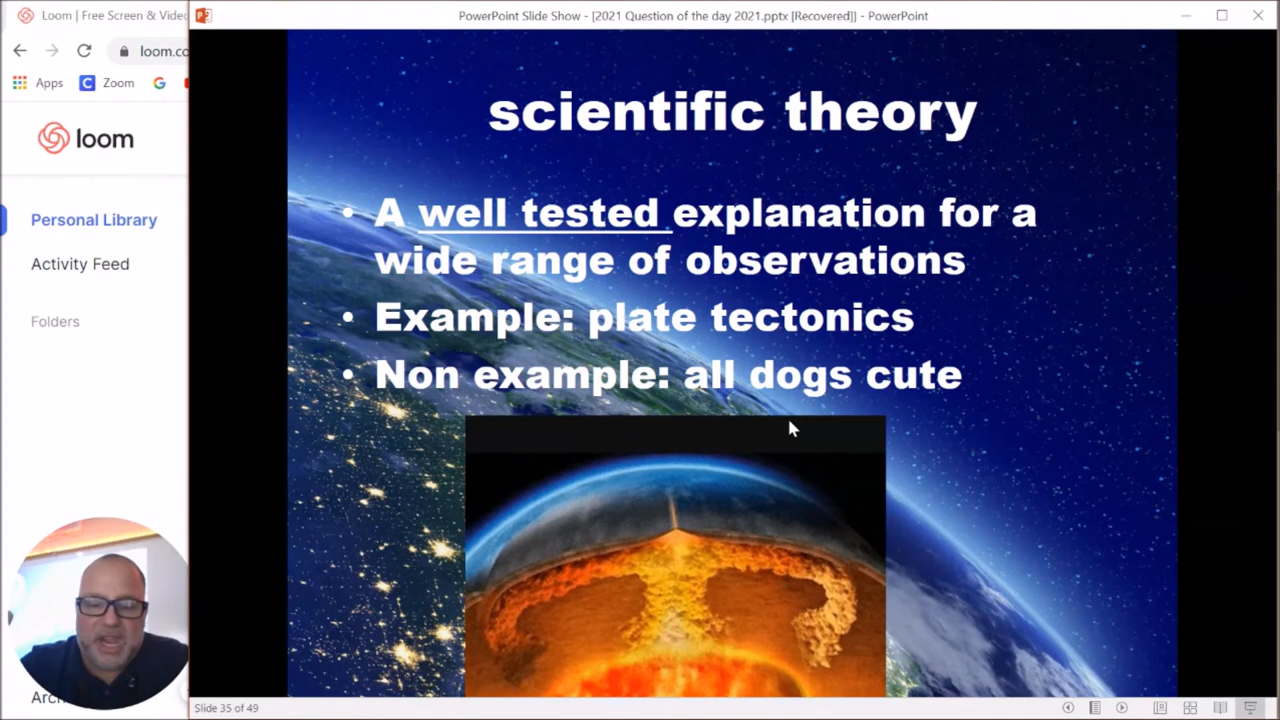 Loom | Free Screen & Vide
PowerPoint Slide Show - [2021 Question of the day 2021.pptx [Recovered]] - PowerPoint
loom.co
Apps
Zoom
loom
Personal Library
Activity Feed
Folders
scientific theory
• A well tested explanation for a
wide range of observations
• Example: plate tectonics
• Non example: all dogs cute
Slide 35 of 49